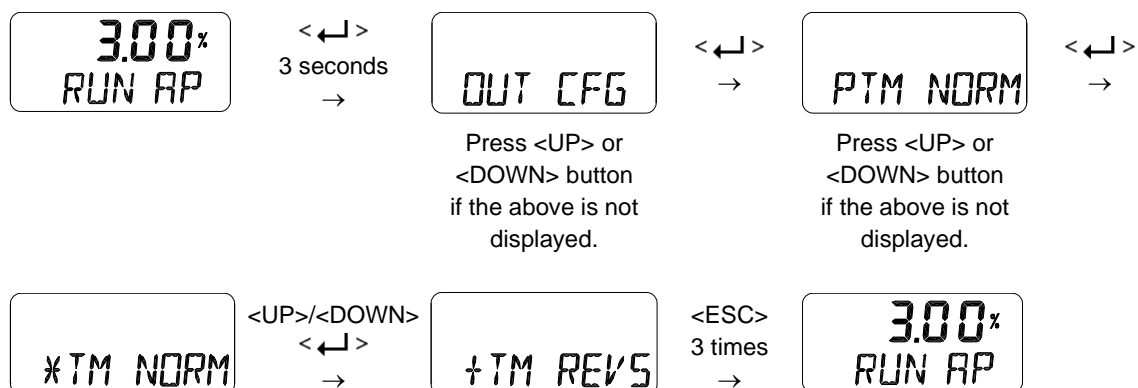 3.00%
RUN AP
< ↵ >
3 seconds
→
OUT CFG
Press <UP> or
<DOWN> button
if the above is not
displayed.
< ↵ >
→
PTM NORM
Press <UP> or
<DOWN> button
if the above is not
displayed.
< ↵ >
→
*TM NORM
<UP>/<DOWN>
< ↵ >
→
+TM REVS
<ESC>
3 times
→
3.00%
RUN AP